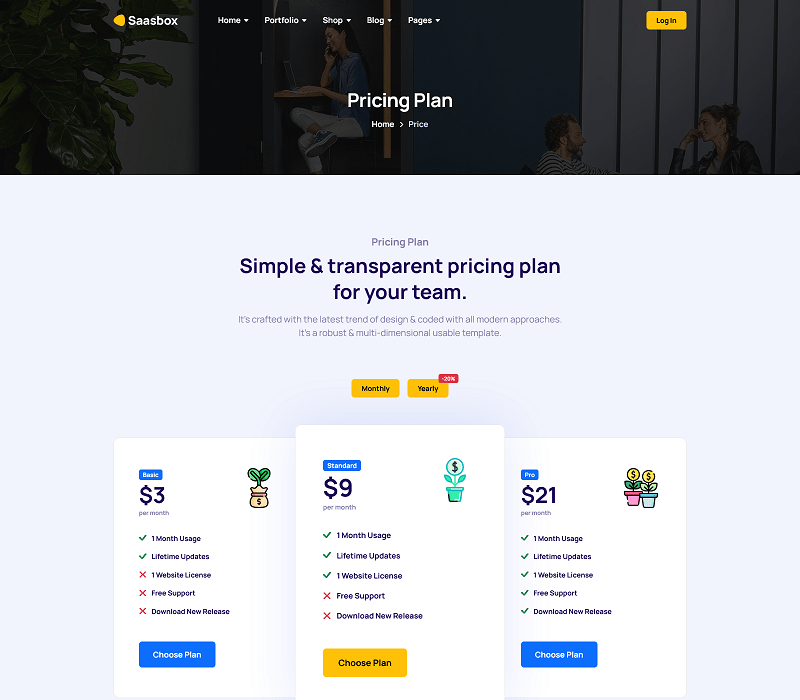 Saasbox Home Portfolio Shop Blog Pages Log In
Pricing Plan
Home > Price
Pricing Plan
Simple & transparent pricing plan
for your team.
It's crafted with the latest trend of design & coded with all modern approaches.
It's a robust & multi-dimensional usable template.
Monthly Yearly -20%
Basic
$3
per month
1 Month Usage
Lifetime Updates
1 Website License
Free Support
Download New Release
Choose Plan
Standard
$9
per month
1 Month Usage
Lifetime Updates
1 Website License
Free Support
Download New Release
Choose Plan
Pro
$21
per month
1 Month Usage
Lifetime Updates
1 Website License
Free Support
Download New Release
Choose Plan